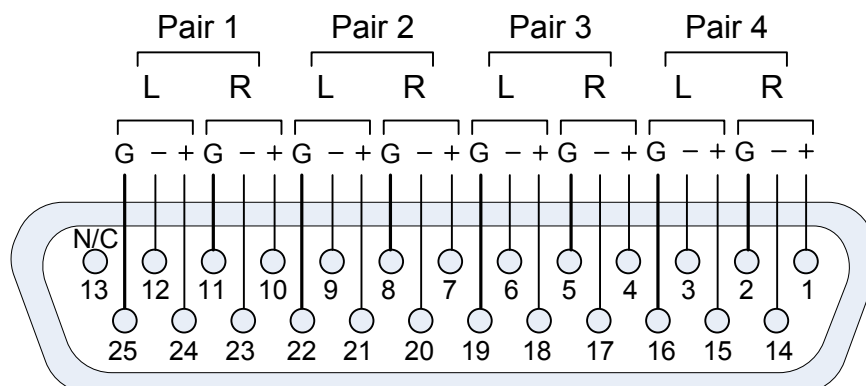 Pair 1 Pair 2 Pair 3 Pair 4
L R L R L R L R
G − + G − + G − + G − + G − + G − + G − + G − +
N/C
13 12 11 10 9 8 7 6 5 4 3 2 1
25 24 23 22 21 20 19 18 17 16 15 14